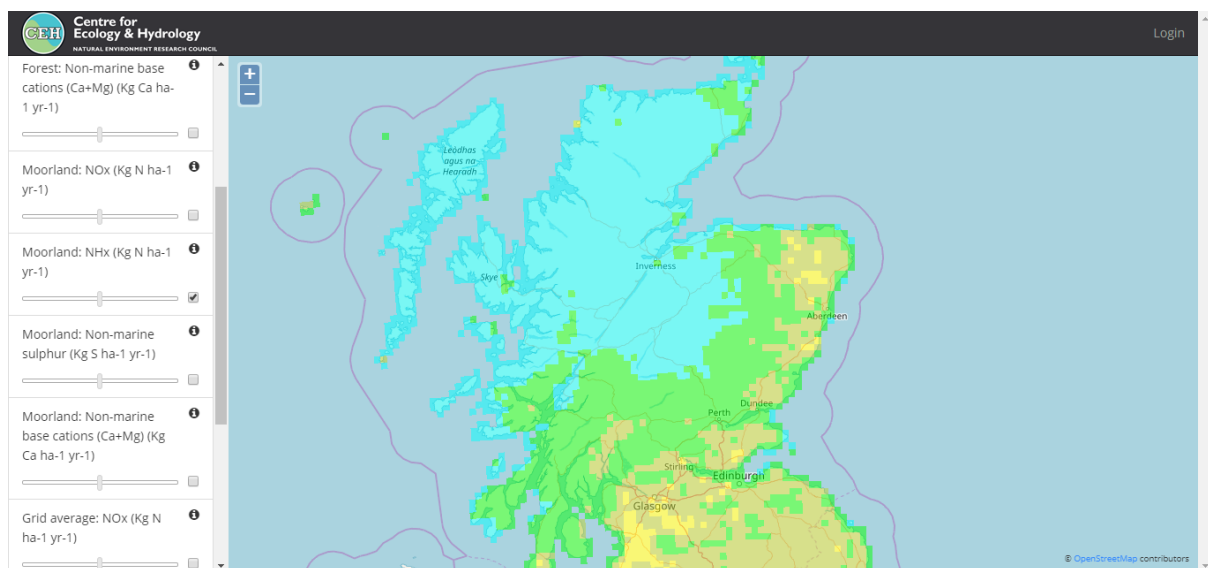 CEH
Centre for
Ecology & Hydrology
NATURAL ENVIRONMENT RESEARCH COUNCIL
Login
Forest: Non-marine base
cations (Ca+Mg) (Kg Ca ha-
1 yr-1)
Moorland: NOx (Kg N ha-1
yr-1)
Moorland: NHx (Kg N ha-1
yr-1)
Moorland: Non-marine
sulphur (Kg S ha-1 yr-1)
Moorland: Non-marine
base cations (Ca+Mg) (Kg
Ca ha-1 yr-1)
Grid average: NOx (Kg N
ha-1 yr-1)
+
−
Leòdhas
agus na
Hearadh
Skye
Inverness
Aberdeen
Dundee
Perth
Stirling
Edinburgh
Glasgow
© OpenStreetMap contributors